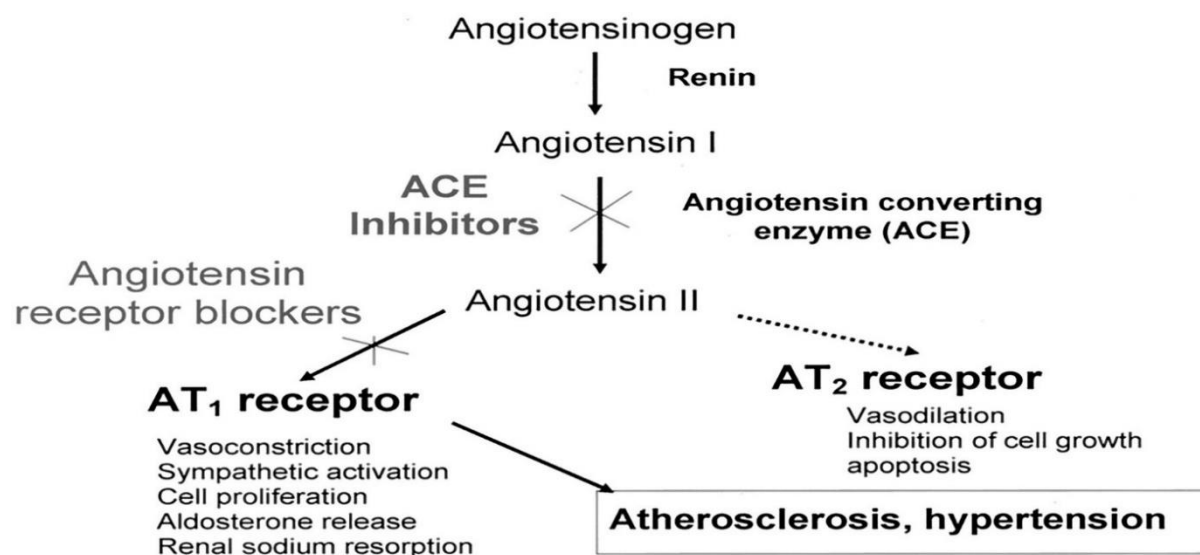 Angiotensinogen
Renin
Angiotensin I
ACE
Inhibitors
Angiotensin converting
enzyme (ACE)
Angiotensin
receptor blockers
Angiotensin II
AT₁ receptor
Vasoconstriction
Sympathetic activation
Cell proliferation
Aldosterone release
Renal sodium resorption
AT₂ receptor
Vasodilation
Inhibition of cell growth
apoptosis
Atherosclerosis, hypertension